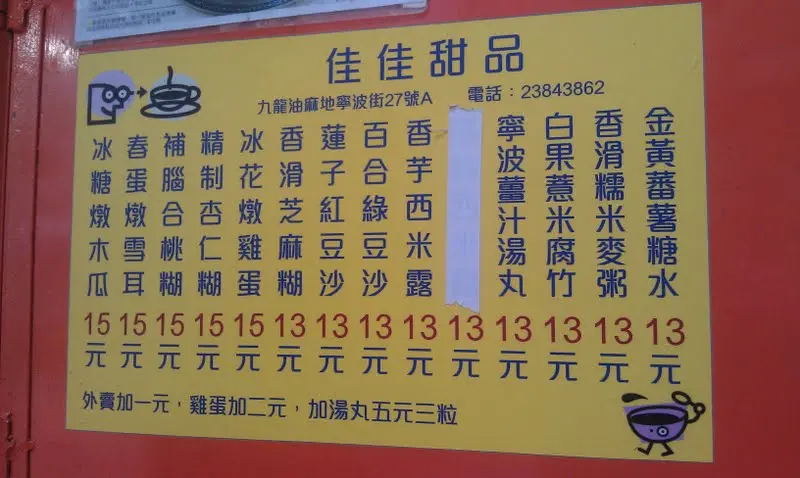 佳佳甜品
九龍油麻地寧波街27號A 電話：23843862
金黃蕃薯糖水 13元
香滑糯米麥粥 13元
白果薏米腐竹 13元
寧波薑汁湯丸 13元
13元
香芋西米露 13元
百合綠豆沙 13元
蓮子紅豆沙 13元
香滑芝麻糊 13元
冰花燉雞蛋 15元
精制杏仁糊 15元
補腦合桃糊 15元
春蛋燉雪耳 15元
冰糖燉木瓜 15元
外賣加一元，雞蛋加二元，加湯丸五元三粒